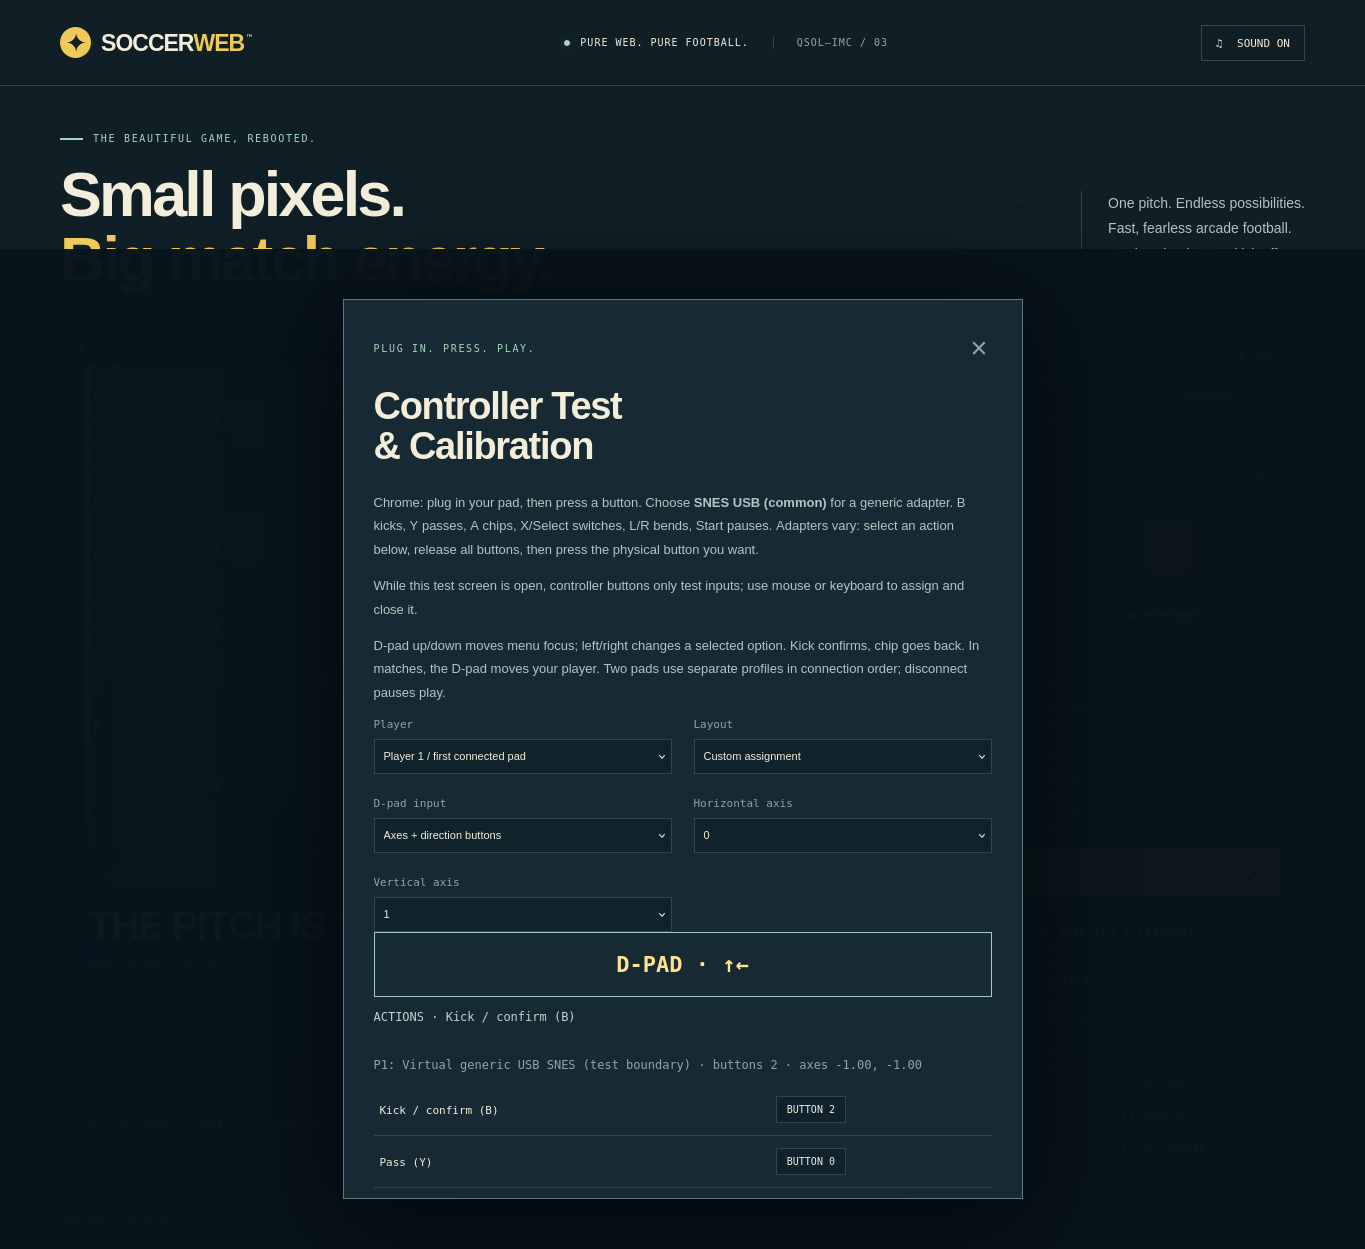 SOCCERWEB™
PURE WEB. PURE FOOTBALL.
QSOL—IMC / 03
SOUND ON
THE BEAUTIFUL GAME, REBOOTED.
Small pixels.
Big match energy.
One pitch. Endless possibilities.
Fast, fearless arcade football.
PLUG IN. PRESS. PLAY.
Controller Test
& Calibration
Chrome: plug in your pad, then press a button. Choose SNES USB (common) for a generic adapter. B
kicks, Y passes, A chips, X/Select switches, L/R bends, Start pauses. Adapters vary: select an action
below, release all buttons, then press the physical button you want.
While this test screen is open, controller buttons only test inputs; use mouse or keyboard to assign and
close it.
D-pad up/down moves menu focus; left/right changes a selected option. Kick confirms, chip goes back. In
matches, the D-pad moves your player. Two pads use separate profiles in connection order; disconnect
pauses play.
Player
Layout
Player 1 / first connected pad
Custom assignment
D-pad input
Horizontal axis
Axes + direction buttons
0
Vertical axis
1
D-PAD · ↑←
ACTIONS · Kick / confirm (B)
P1: Virtual generic USB SNES (test boundary) · buttons 2 · axes -1.00, -1.00
Kick / confirm (B)
BUTTON 2
Pass (Y)
BUTTON 0
THE PITCH IS